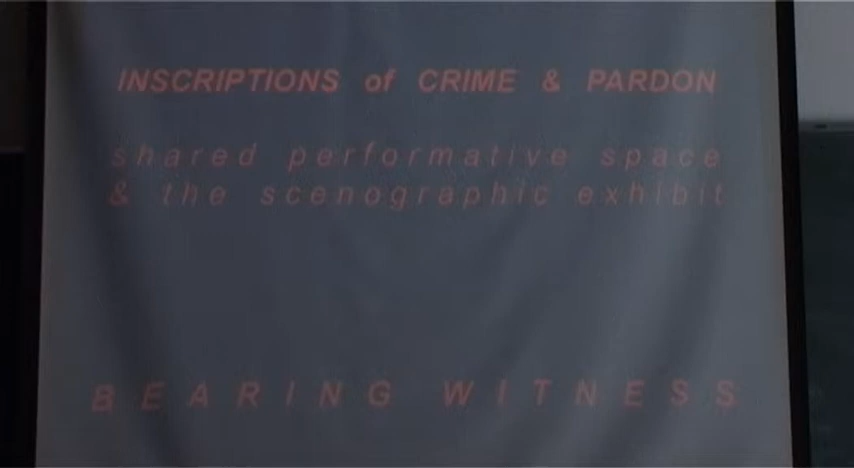 INSCRIPTIONS of CRIME & PARDON
shared performative space
& the scenographic exhibit
BEARING WITNESS